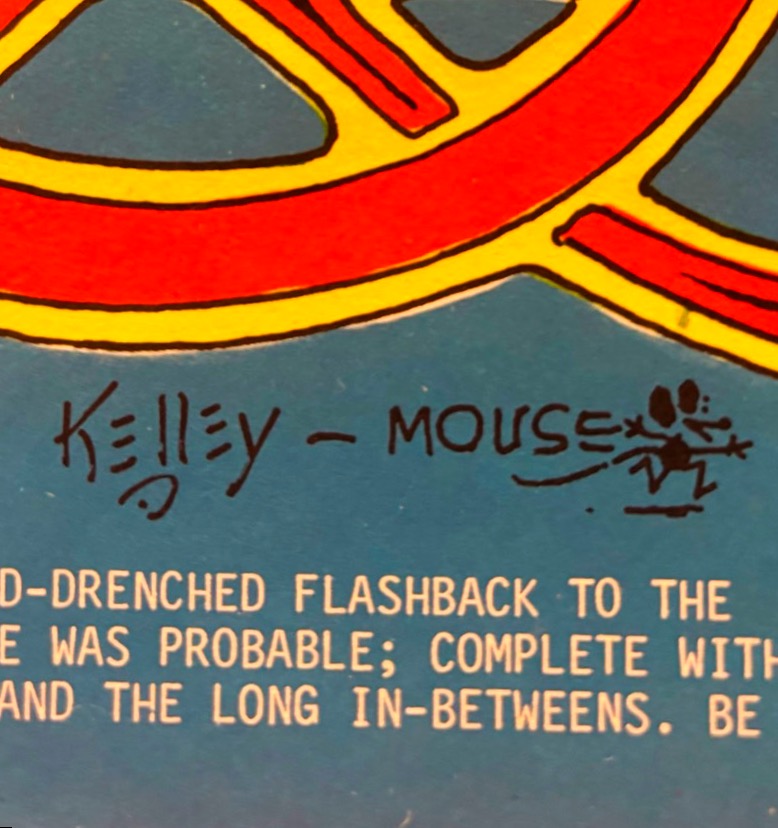 KELLEY — MOUSE
D-DRENCHED FLASHBACK TO THE
E WAS PROBABLE; COMPLETE WITH
AND THE LONG IN-BETWEENS. BE